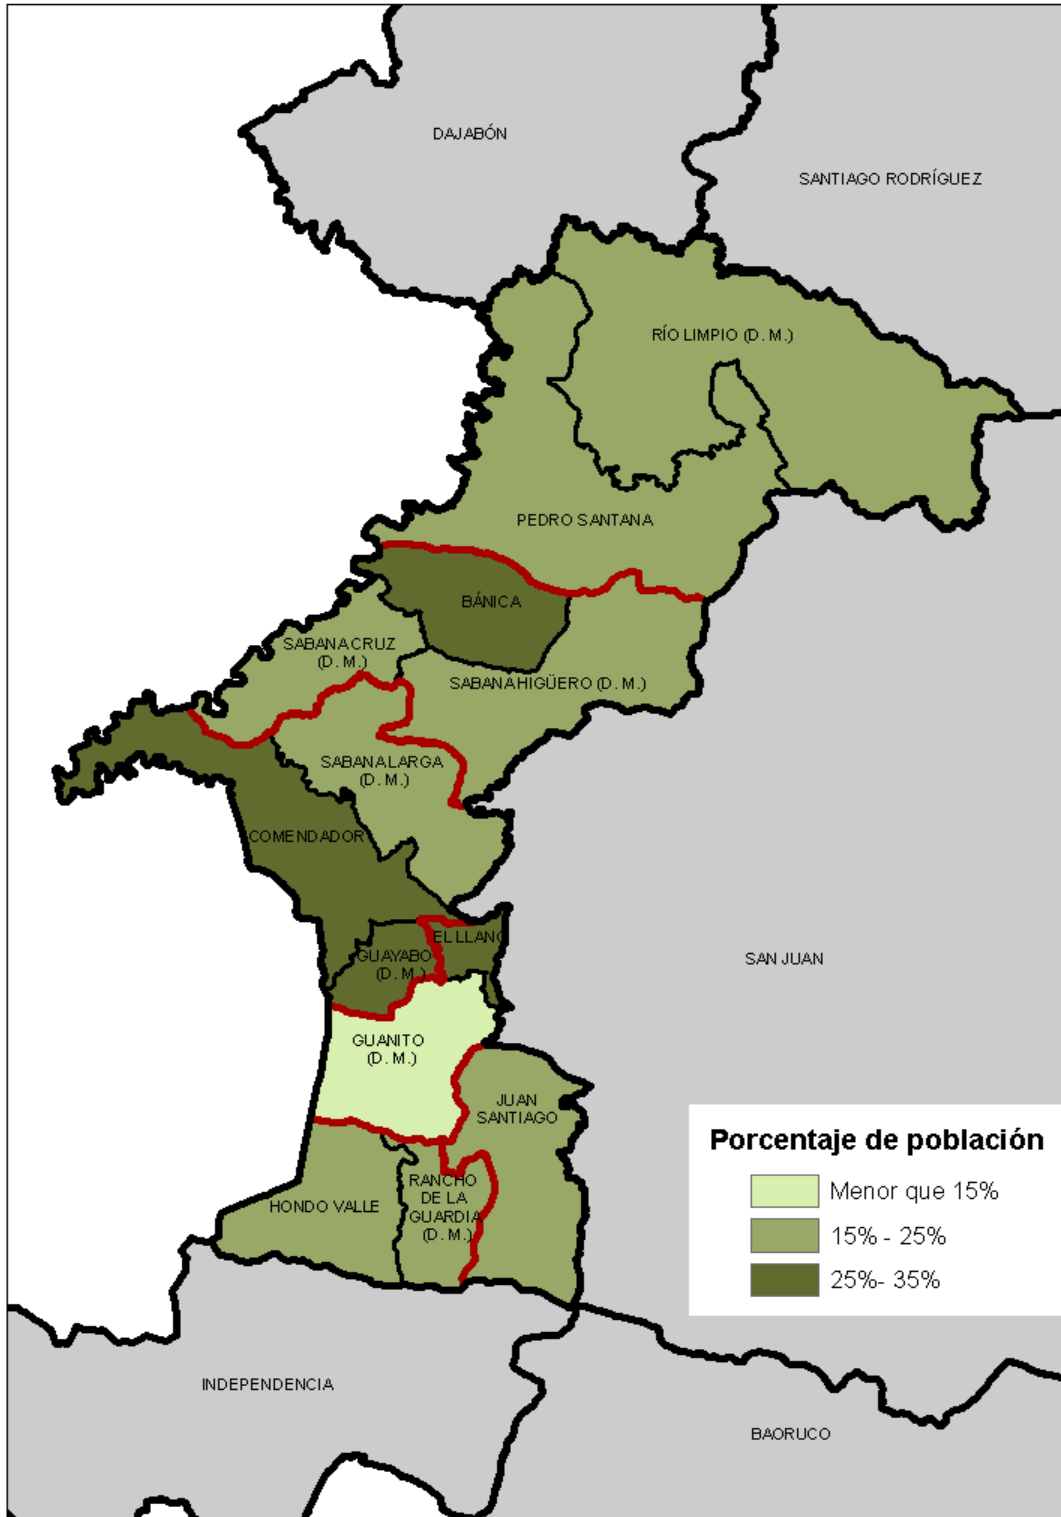 DAJABÓN
SANTIAGO RODRÍGUEZ
RÍO LIMPIO (D. M.)
PEDRO SANTANA
BÁNICA
SABANA CRUZ
(D. M.)
SABANA HIGÜERO (D. M.)
SABANA LARGA
(D. M.)
COMENDADOR
EL LLANO
GUAYABO
(D. M.)
SAN JUAN
GUANITO
(D. M.)
JUAN
SANTIAGO
HONDO VALLE
RANCHO
DE LA
GUARDIA
(D. M.)
Porcentaje de población
Menor que 15%
15% - 25%
25%- 35%
INDEPENDENCIA
BAORUCO